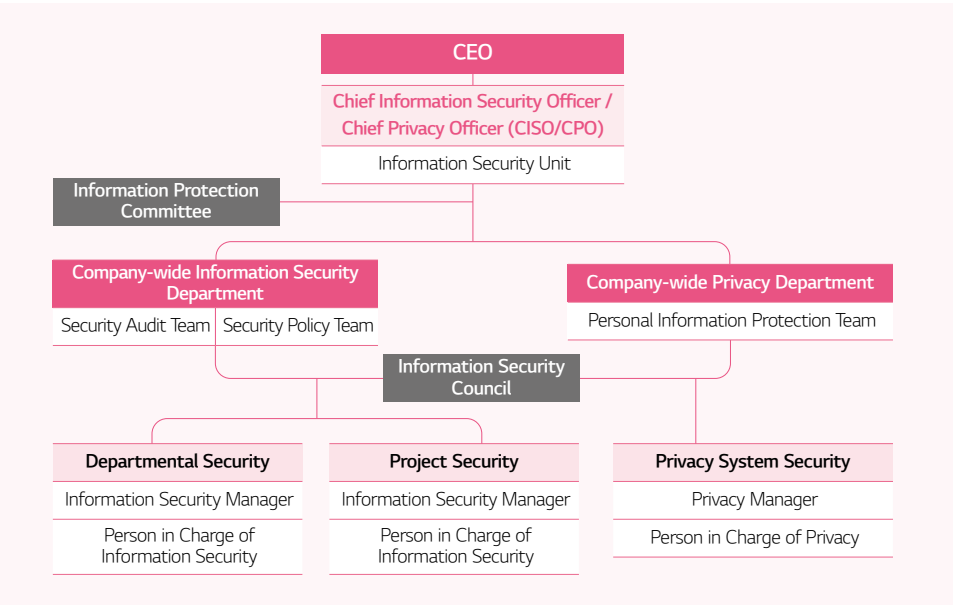 CEO
Chief Information Security Officer /
Chief Privacy Officer (CISO/CPO)
Information Security Unit
Information Protection
Committee
Company-wide Information Security
Department
Security Audit Team
Security Policy Team
Company-wide Privacy Department
Personal Information Protection Team
Information Security
Council
Departmental Security
Information Security Manager
Person in Charge of
Information Security
Project Security
Information Security Manager
Person in Charge of
Information Security
Privacy System Security
Privacy Manager
Person in Charge of Privacy